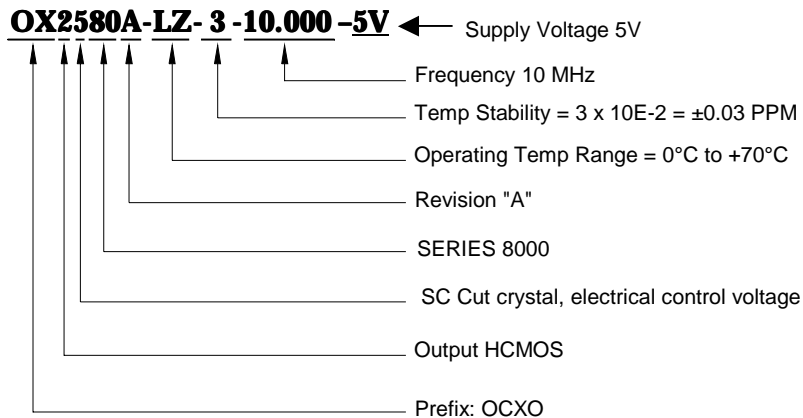 OX2580A-LZ- 3 -10.000 -5V
Supply Voltage 5V
Frequency 10 MHz
Temp Stability = 3 x 10E-2 = ±0.03 PPM
Operating Temp Range = 0°C to +70°C
Revision "A"
SERIES 8000
SC Cut crystal, electrical control voltage
Output HCMOS
Prefix: OCXO